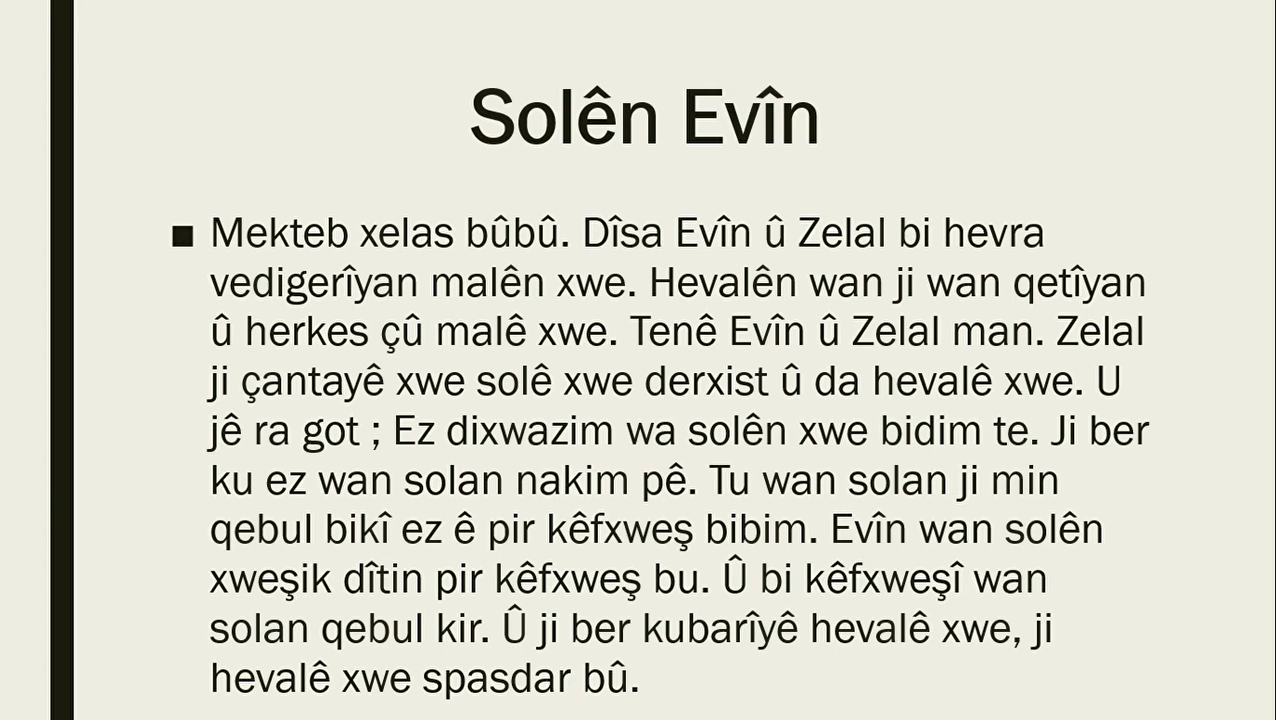 Solên Evîn
▪ Mekteb xelas bûbû. Dîsa Evîn û Zelal bi hevra
vedigerîyan malên xwe. Hevalên wan ji wan qetîyan
û herkes çû malê xwe. Tenê Evîn û Zelal man. Zelal
ji çantayê xwe solê xwe derxist û da hevalê xwe. U
jê ra got ; Ez dixwazim wa solên xwe bidim te. Ji ber
ku ez wan solan nakim pê. Tu wan solan ji min
qebul bikî ez ê pir kêfxweş bibim. Evîn wan solên
xweşik dîtin pir kêfxweş bu. Û bi kêfxweşî wan
solan qebul kir. Û ji ber kubarîyê hevalê xwe, ji
hevalê xwe spasdar bû.